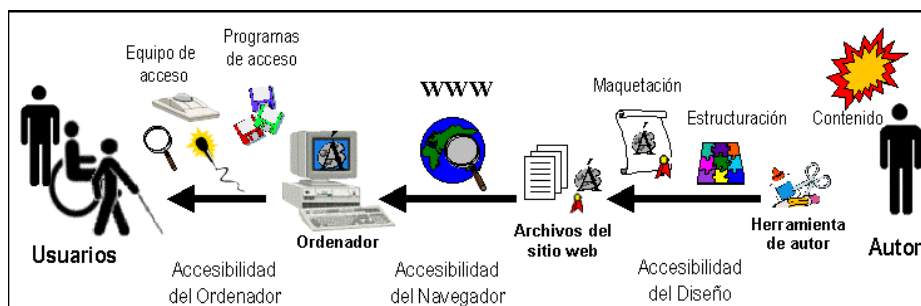 Equipo de
acceso
Programas
de acceso
WWW
Maquetación
Estructuración
Contenido
Á
Á
Á
Usuarios
Ordenador
Archivos del
sitio web
Herramienta
de autor
Autor
Accesibilidad
del Ordenador
Accesibilidad
del Navegador
Accesibilidad
del Diseño